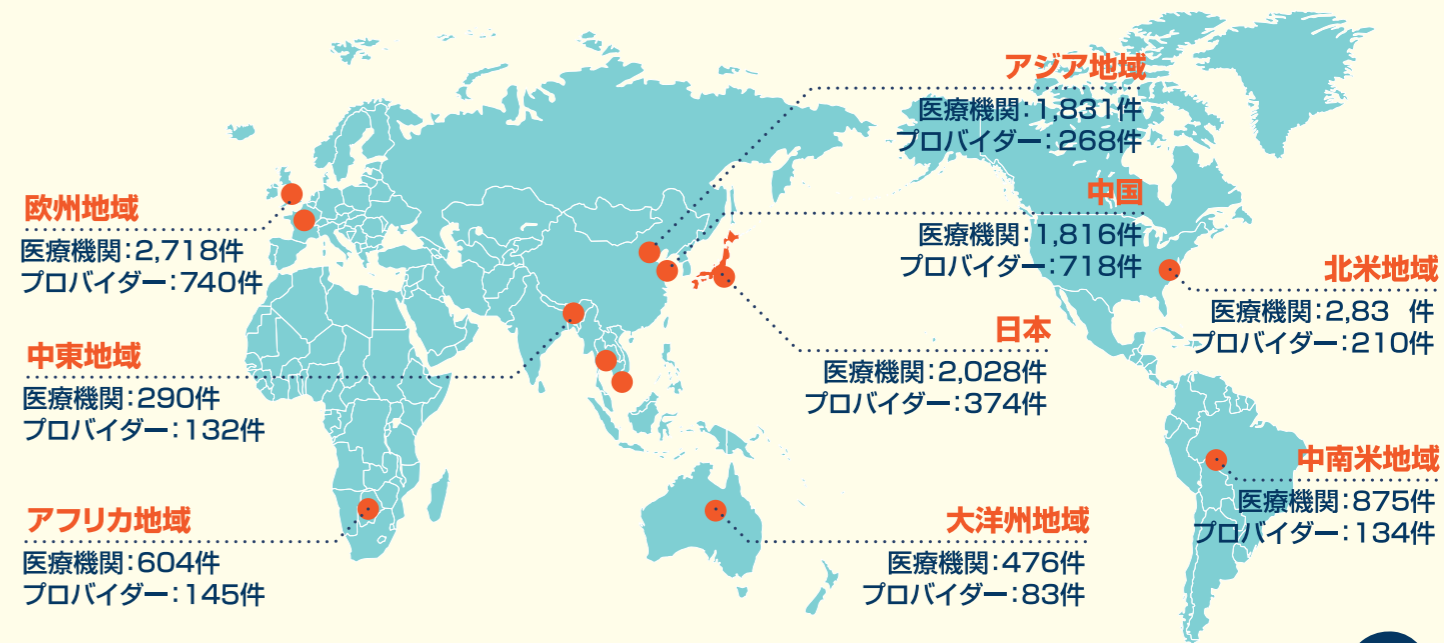 アジア地域
医療機関:1,831件
プロバイダー:268件
中国
医療機関:1,816件
プロバイダー:718件
欧州地域
医療機関:2,718件
プロバイダー:740件
北米地域
医療機関:2,83 件
プロバイダー:210件
日本
医療機関:2,028件
プロバイダー:374件
中東地域
医療機関:290件
プロバイダー:132件
中南米地域
医療機関:875件
プロバイダー:134件
アフリカ地域
医療機関:604件
プロバイダー:145件
大洋州地域
医療機関:476件
プロバイダー:83件